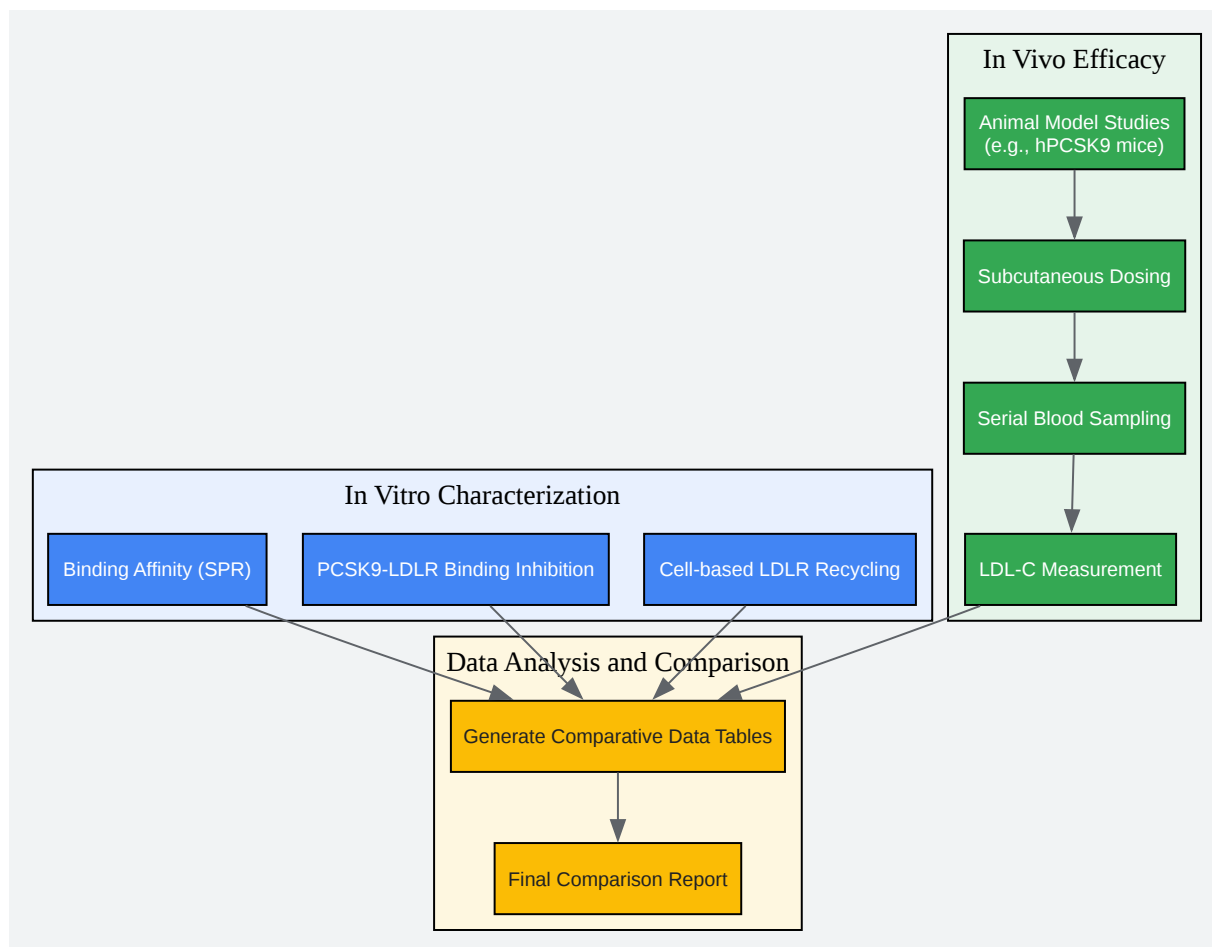 In Vivo Efficacy
Animal Model Studies
(e.g., hPCSK9 mice)
Subcutaneous Dosing
Serial Blood Sampling
LDL-C Measurement
In Vitro Characterization
Binding Affinity (SPR)
PCSK9-LDLR Binding Inhibition
Cell-based LDLR Recycling
Data Analysis and Comparison
Generate Comparative Data Tables
Final Comparison Report